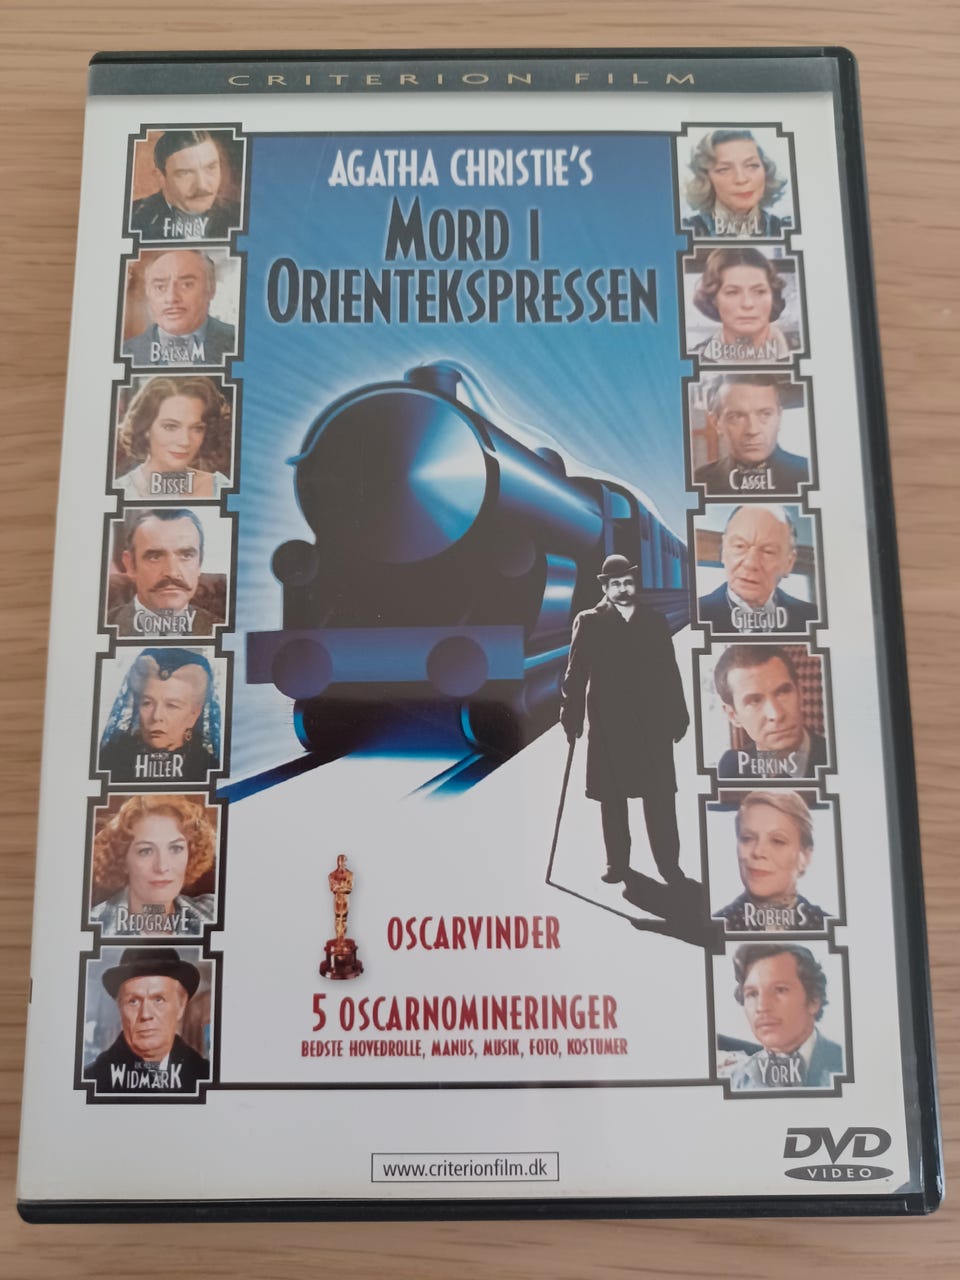 CRITERION FILM
AGATHA CHRISTIE'S
MORD I
ORIENTEKSPRESSEN
FINNEY
BALSAM
BISSET
CONNERY
HILLER
REDGRAVE
WIDMARK
BACALL
BERGMAN
CASSEL
GIELGUD
PERKINS
ROBERTS
YORK
OSCARVINDER
5 OSCARNOMINERINGER
BEDSTE HOVEDROLLE, MANUS, MUSIK, FOTO, KOSTUMER
www.criterionfilm.dk
DVD
VIDEO